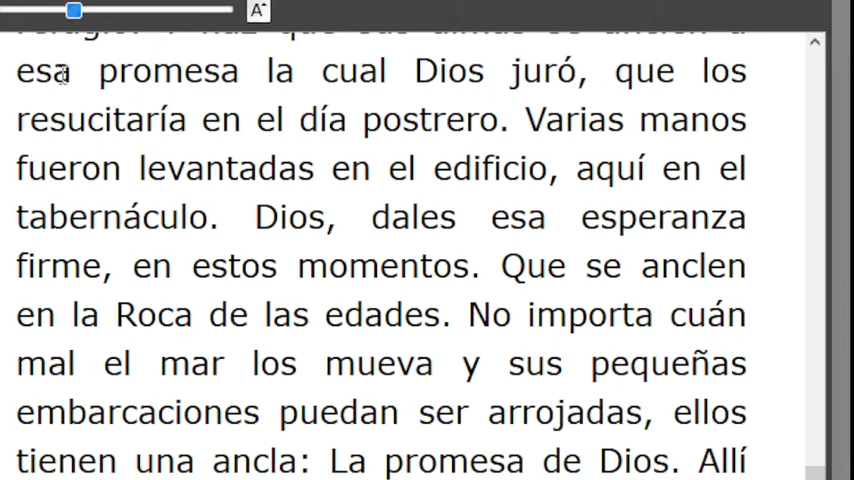 A
esa promesa la cual Dios juró, que los
resucitaría en el día postrero. Varias manos
fueron levantadas en el edificio, aquí en el
tabernáculo. Dios, dales esa esperanza
firme, en estos momentos. Que se anclen
en la Roca de las edades. No importa cuán
mal el mar los mueva y sus pequeñas
embarcaciones puedan ser arrojadas, ellos
tienen una ancla: La promesa de Dios. Allí